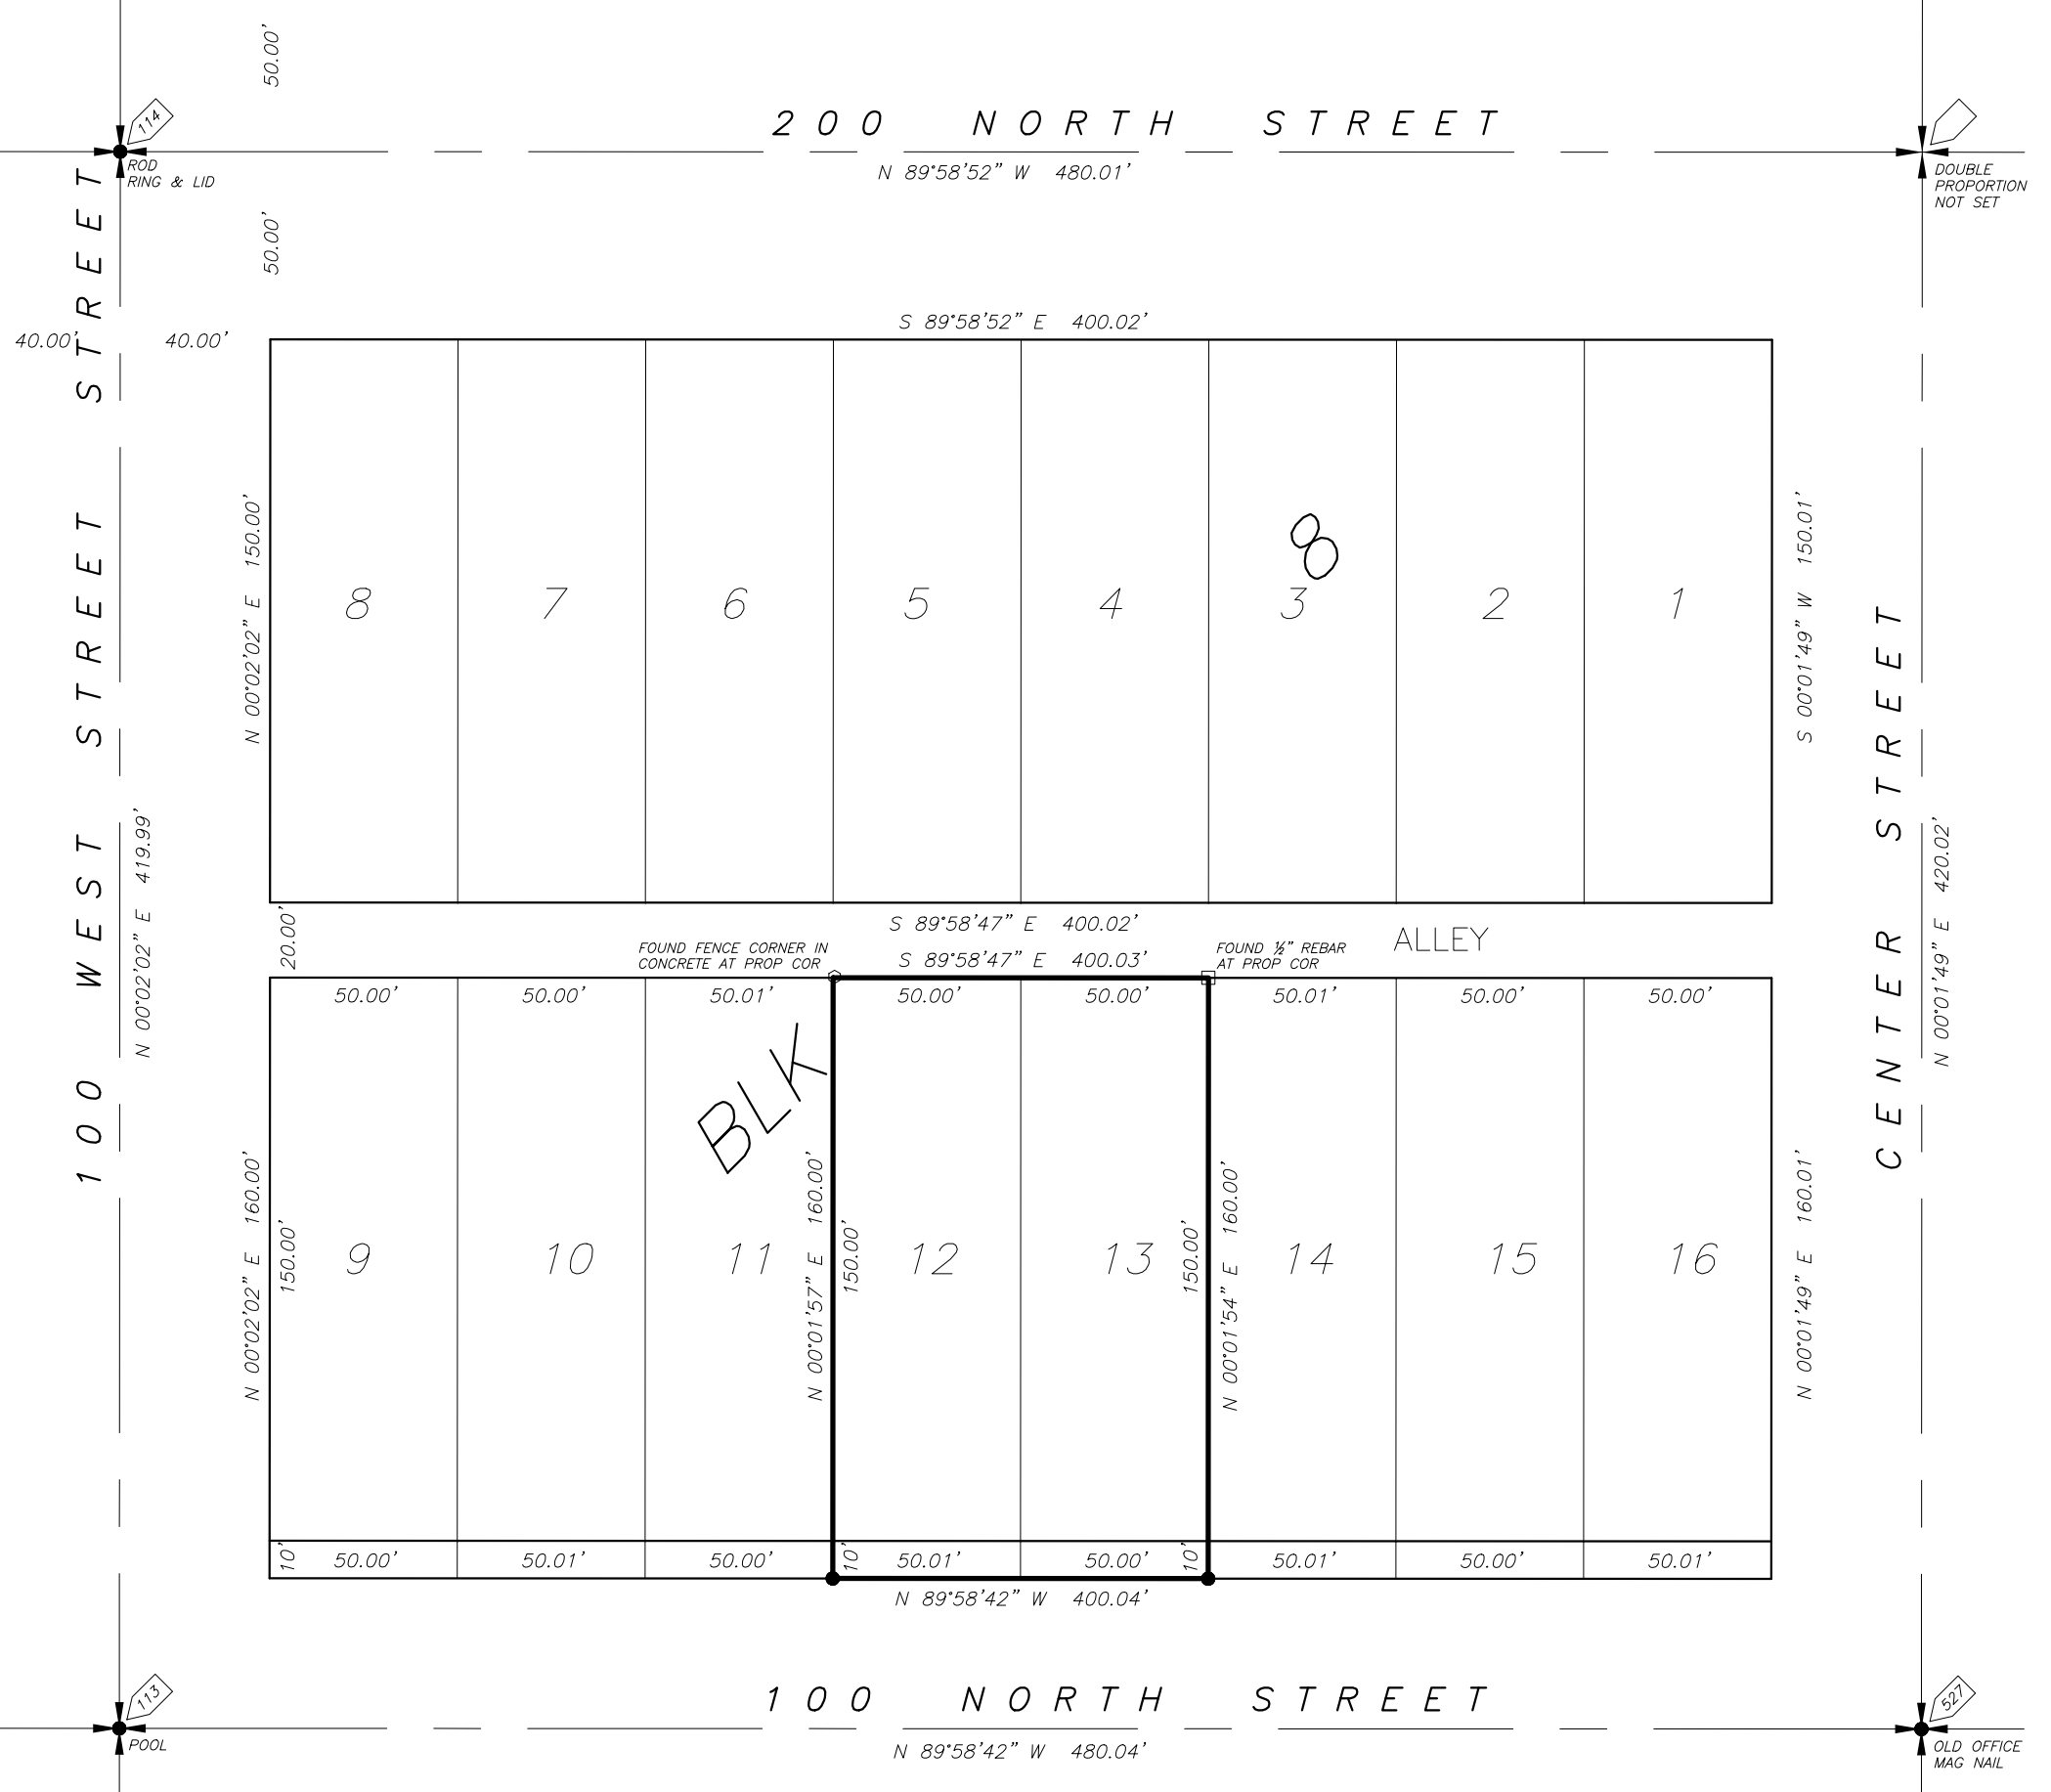 50.00'
114
ROD
RING & LID
200 NORTH STREET
N 89°58'52" W 480.01'
DOUBLE
PROPORTION
NOT SET
50.00'
40.00'
40.00'
S 89°58'52" E 400.02'
100 WEST STREET STREET
N 00°02'02" E 419.99'
N 00°02'02" E 150.00'
8
7
6
5
4
3
8
2
1
S 00°01'49" W 150.01'
CENTER STREET
N 00°01'49" E 420.02'
20.00'
S 89°58'47" E 400.02'
ALLEY
FOUND FENCE CORNER IN
CONCRETE AT PROP COR
S 89°58'47" E 400.03'
FOUND ½" REBAR
AT PROP COR
50.00'
50.00'
50.01'
50.00'
50.00'
50.01'
50.00'
50.00'
BLK
N 00°02'02" E 160.00'
150.00'
9
10
11
N 00°01'57" E 160.00'
150.00'
12
13
150.00'
N 00°01'54" E 160.00'
14
15
16
N 00°01'49" E 160.01'
10'
50.00'
50.01'
50.00'
10'
50.01'
50.00'
10'
50.01'
50.00'
50.01'
N 89°58'42" W 400.04'
113
POOL
100 NORTH STREET
N 89°58'42" W 480.04'
527
OLD OFFICE
MAG NAIL